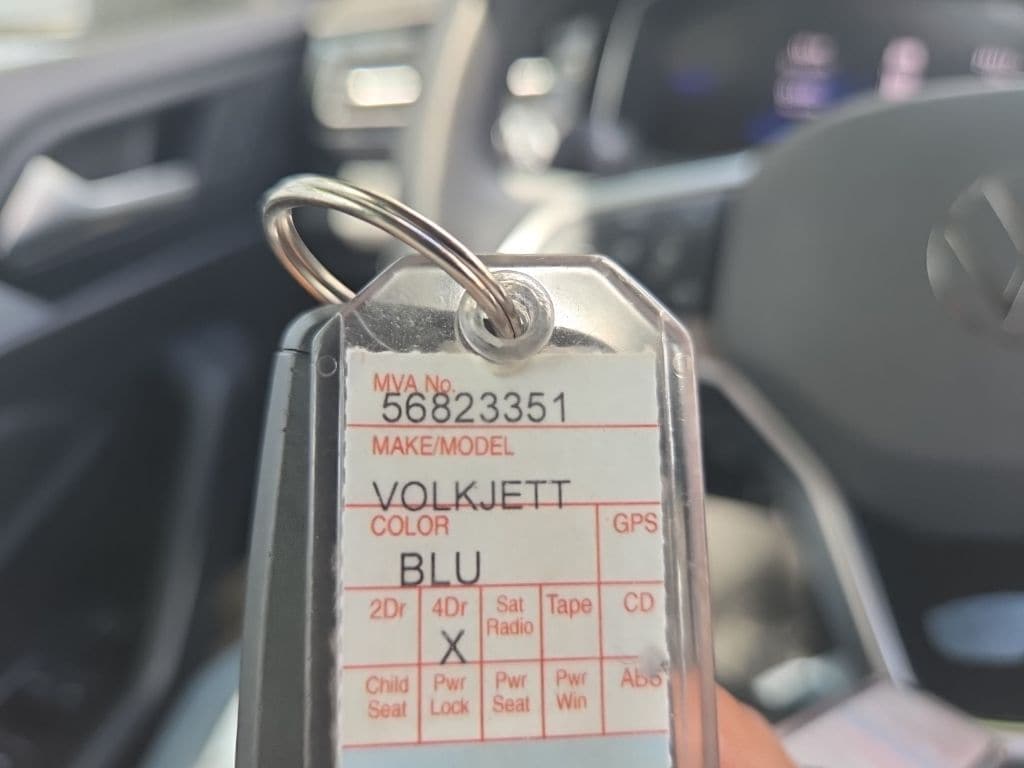 MVA No.
56823351
MAKE/MODEL
VOLKJETT
COLOR GPS
BLU
2Dr 4Dr Sat Radio Tape CD
X
Child Seat Pwr Lock Pwr Seat Pwr Win ABS